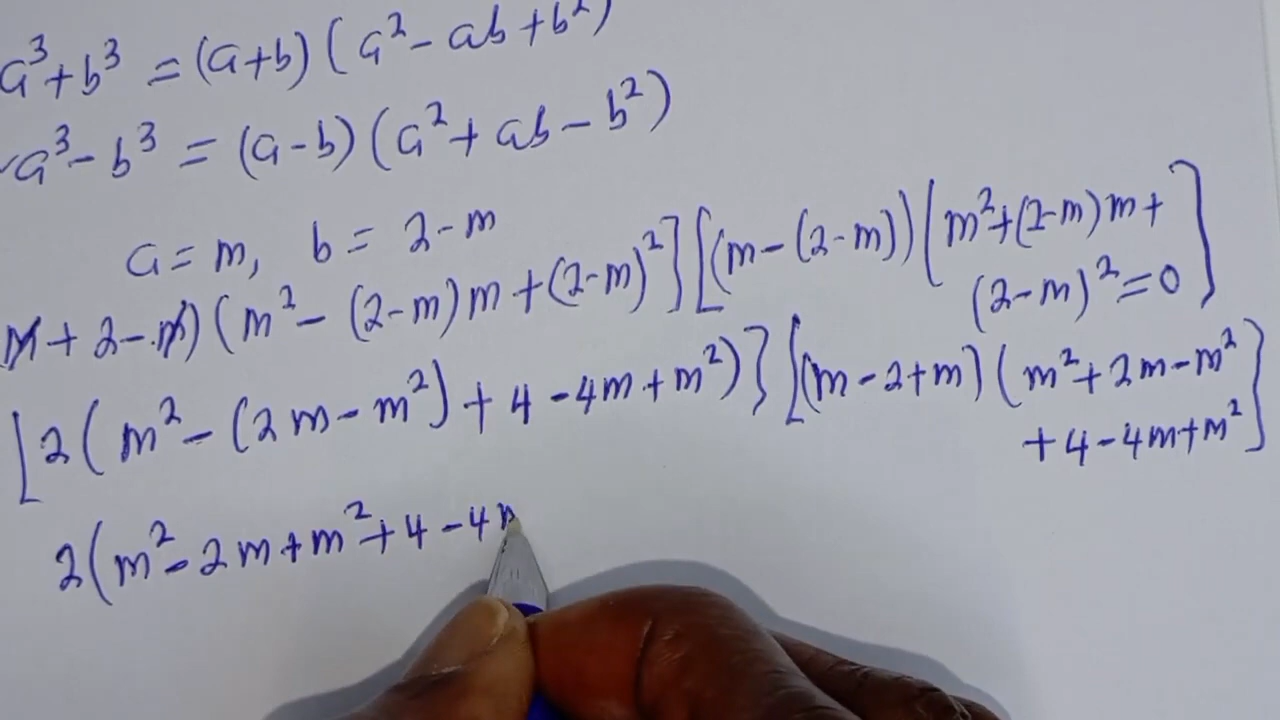 a³+b³ = (a+b)(a²-ab+b²)
a³-b³ = (a-b)(a²+ab-b²)
a=m, b = 2-m
m+2-m)(m²-(2-m)m+(2-m)²][(m-(2-m))(m²+(2-m)m+
(2-m)²=0]
[2(m²-(2m-m²)+4-4m+m²)}[(m-2+m)(m²+2m-m²
+4-4m+m²]
2(m²-2m+m²+4-4m